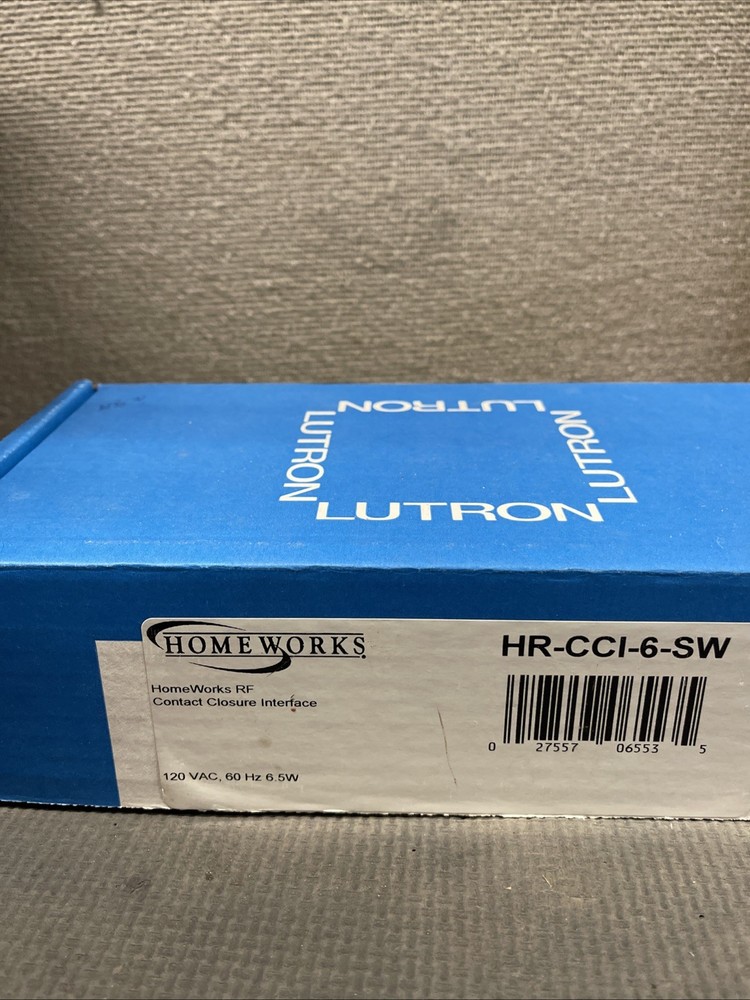 LUTRON
LUTRON
LUTRON
LUTRON
HOMEWORKS
HR-CCI-6-SW
HomeWorks RF
Contact Closure Interface
0 27557 06553 5
120 VAC, 60 Hz 6.5W